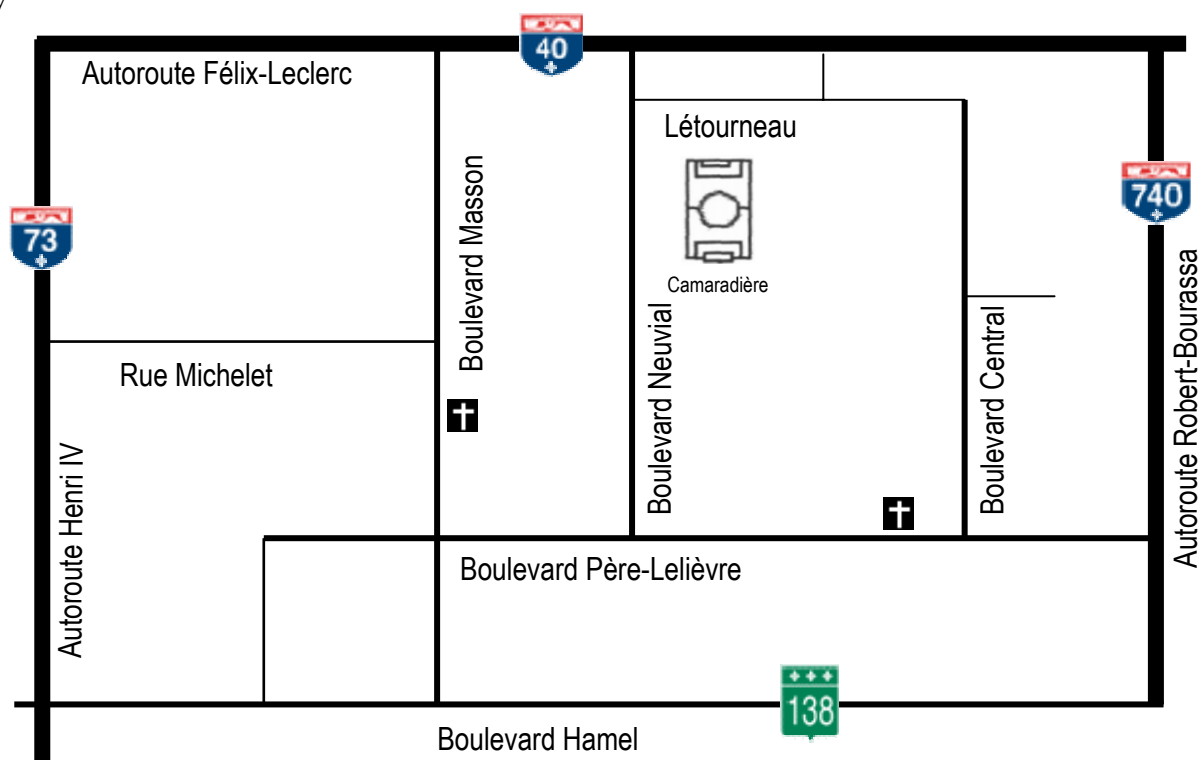 40
Autoroute Félix-Leclerc
Létourneau
Boulevard Masson
740
73
Camaradière
Boulevard Neuvial
Boulevard Central
Autoroute Robert-Bourassa
Rue Michelet
Autoroute Henri IV
Boulevard Père-Lelièvre
138
Boulevard Hamel